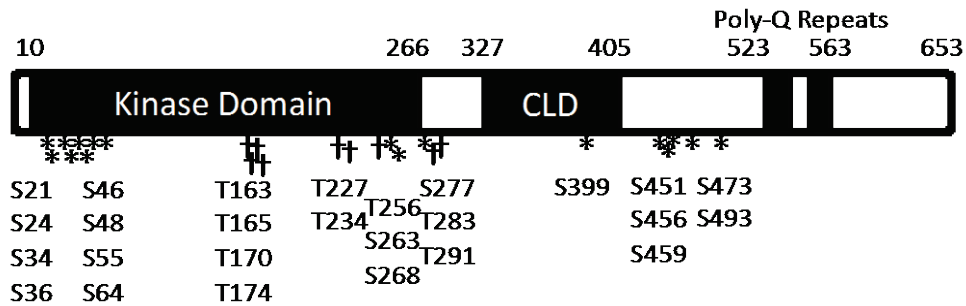 Poly-Q Repeats
10 266 327 405 523 563 653
Kinase Domain CLD
* * * * * † † † † † * * † * * * * *
* * * † † † * † *
S21 S46 T163 T227 S277 S399 S451 S473
T256
S24 S48 T165 T234 T283 S456 S493
S263
S34 S55 T170 T291 S459
S268
S36 S64 T174